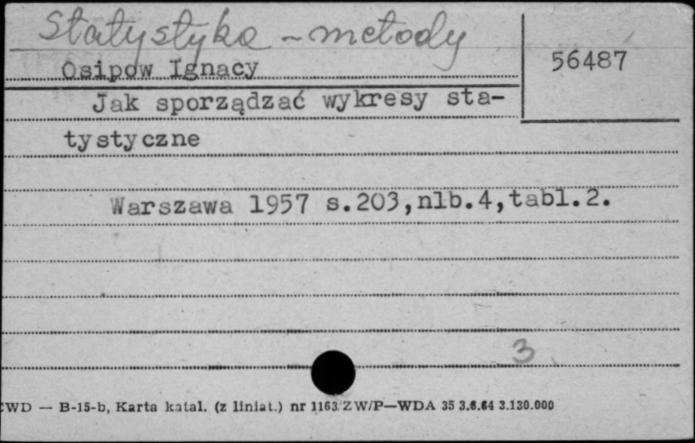 Statystyka - metody
56487
Osipow Ignacy
Jak sporządzać wykresy sta-
tystyczne
Warszawa 1957 s.203,nlb.4,tabl.2.
3
CWD — B-15-b, Karta katal. (z liniat.) nr 1163 ZW/P—WDA 35 3.6.64 3.130.000